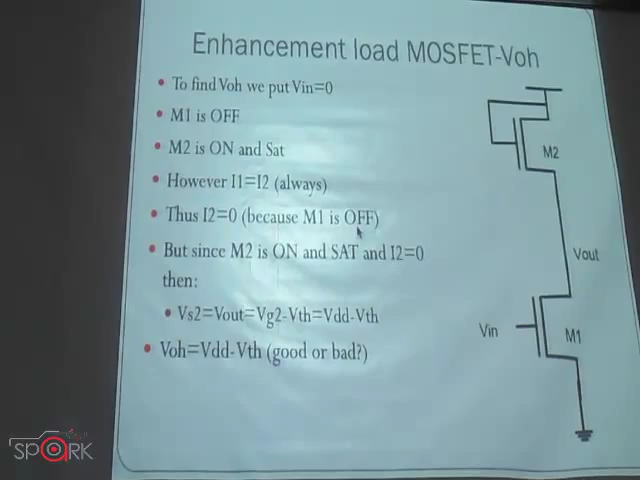 Enhancement load MOSFET-Voh
• To find Voh we put Vin=0
• M1 is OFF
• M2 is ON and Sat
• However I1=I2 (always)
• Thus I2=0 (because M1 is OFF)
• But since M2 is ON and SAT and I2=0
then:
• Vs2=Vout=Vg2-Vth=Vdd-Vth
• Voh=Vdd-Vth (good or bad?)
M2
Vout
Vin
M1
SPARK